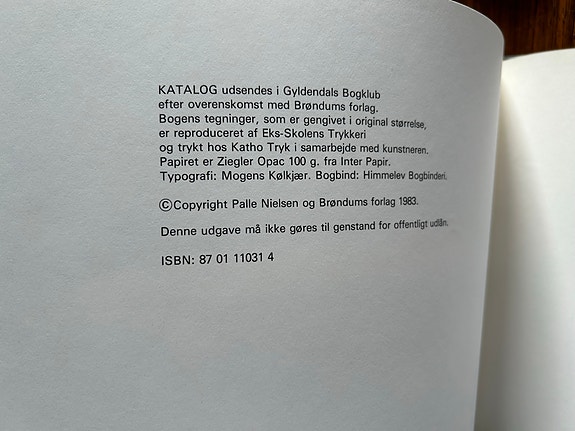 KATALOG udsendes i Gyldendals Bogklub
efter overenskomst med Brøndums forlag.
Bogens tegninger, som er gengivet i original størrelse,
er reproduceret af Eks-Skolens Trykkeri
og trykt hos Katho Tryk i samarbejde med kunstneren.
Papiret er Ziegler Opac 100 g. fra Inter Papir.
Typografi: Mogens Kølkjær. Bogbind: Himmelev Bogbinderi.
©Copyright Palle Nielsen og Brøndums forlag 1983.
Denne udgave må ikke gøres til genstand for offentligt udlån.
ISBN: 87 01 11031 4